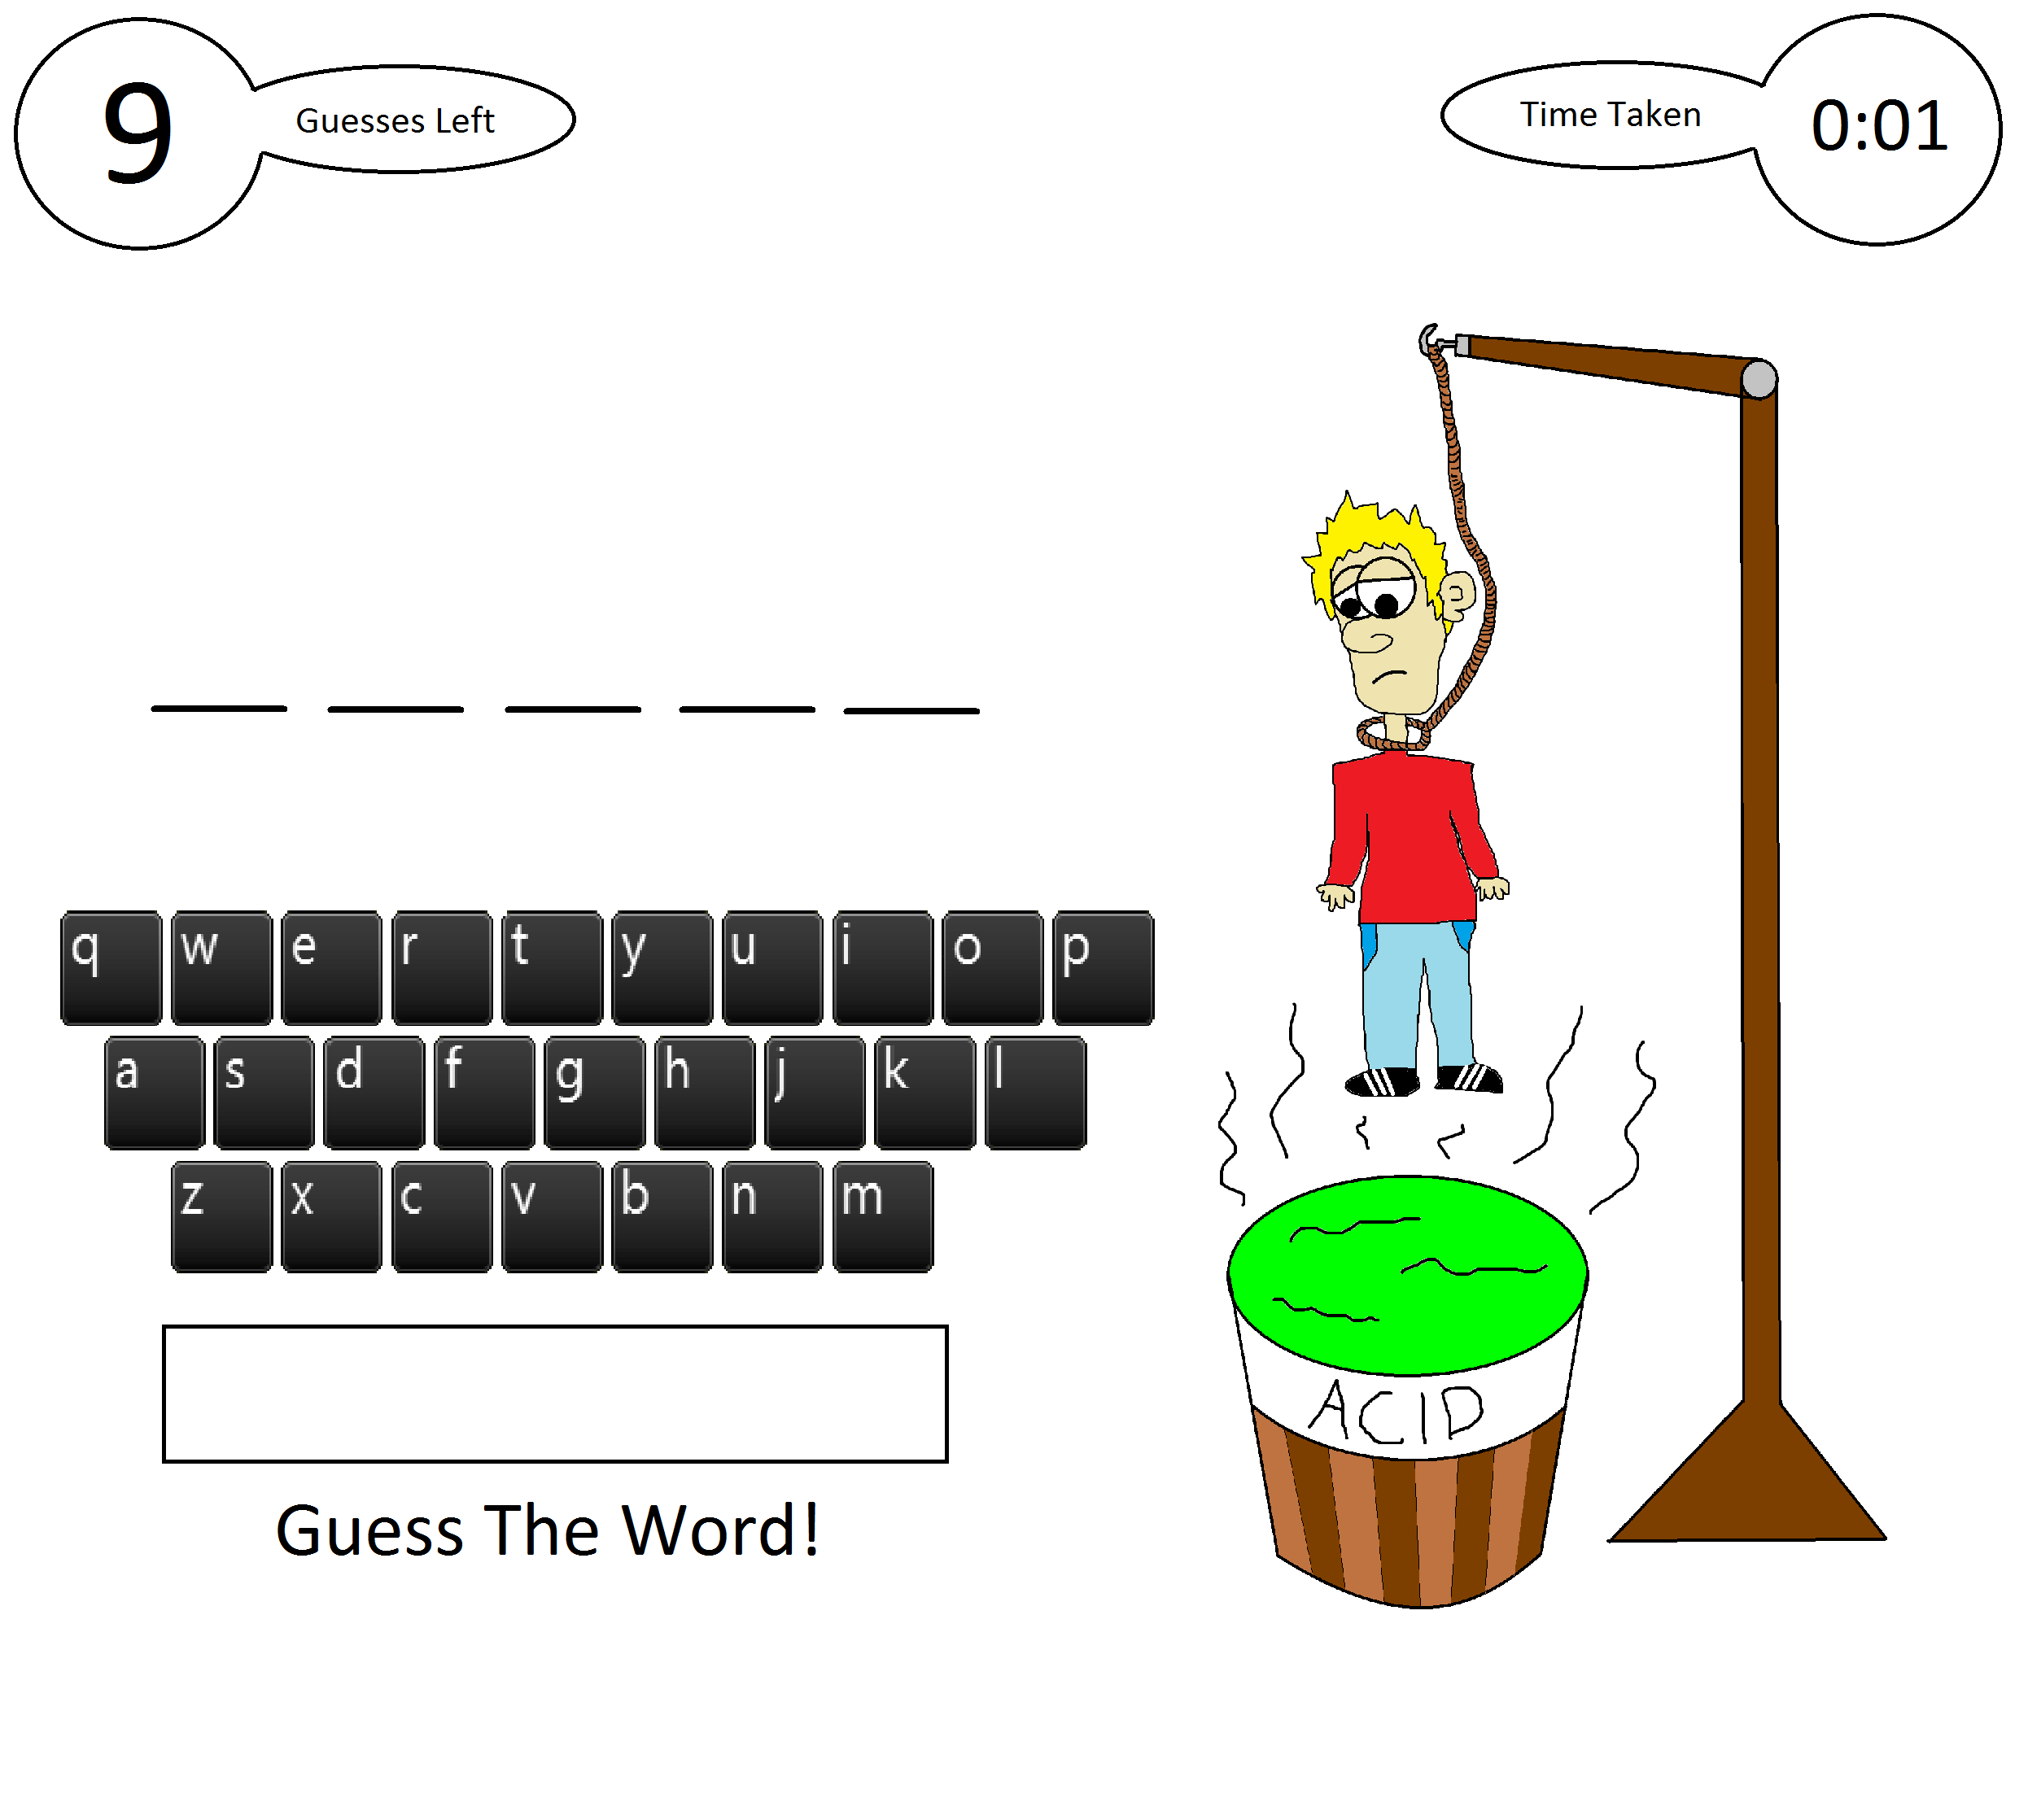 9
Guesses Left
Time Taken
0:01
q w e r t y u i o p
a s d f g h j k l
z x c v b n m
ACID
Guess The Word!